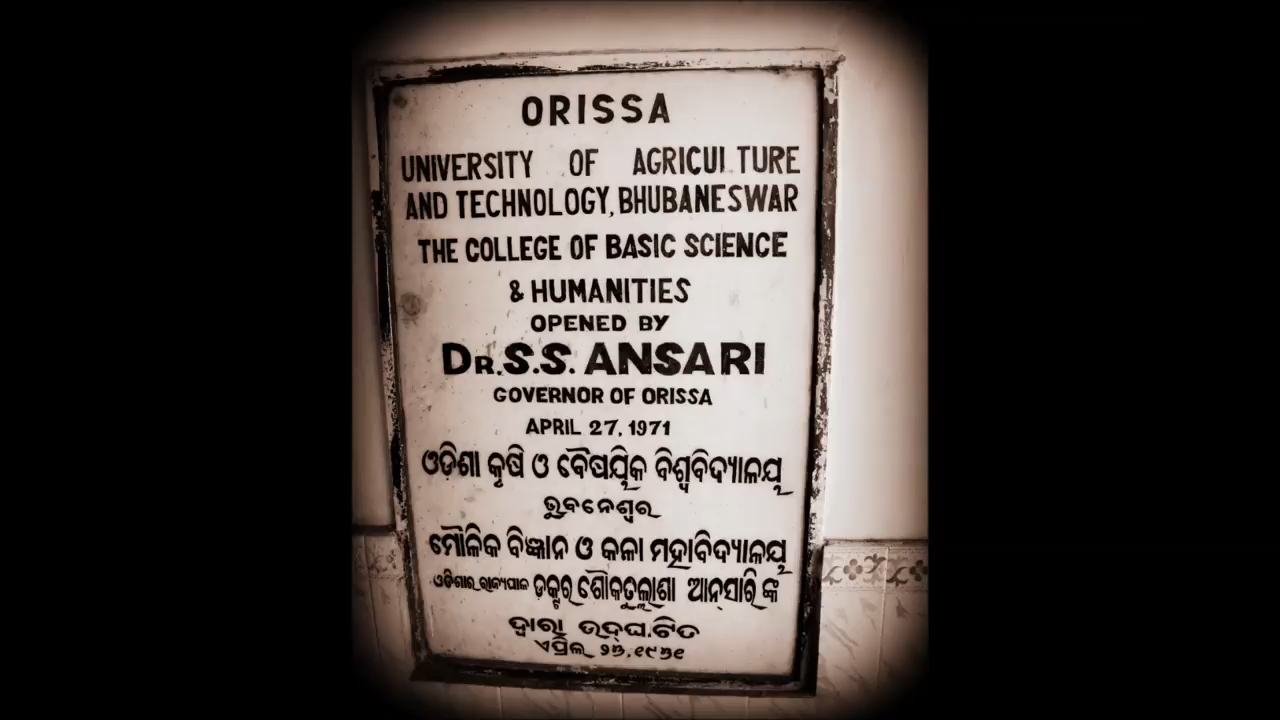 ORISSA
UNIVERSITY OF AGRICULTURE
AND TECHNOLOGY, BHUBANESWAR
THE COLLEGE OF BASIC SCIENCE
& HUMANITIES
OPENED BY
DR. S.S. ANSARI
GOVERNOR OF ORISSA
APRIL 27, 1971
ଓଡ଼ିଶା କୃଷି ଓ ବୈଷୟିକ ବିଶ୍ୱବିଦ୍ୟାଳୟ
ଭୁବନେଶ୍ୱର
ମୌଳିକ ବିଜ୍ଞାନ ଓ କଳା ମହାବିଦ୍ୟାଳୟ
ଓଡ଼ିଶାର ରାଜ୍ୟପାଳ ଡକ୍ଟର ଶୌକତୁଲ୍ଲାଶା ଆନ୍‌ସାରିଙ୍କ
ଦ୍ୱାରା ଉଦ୍‌ଘାଟିତ
ଏପ୍ରିଲ ୨୭, ୧୯୭୧